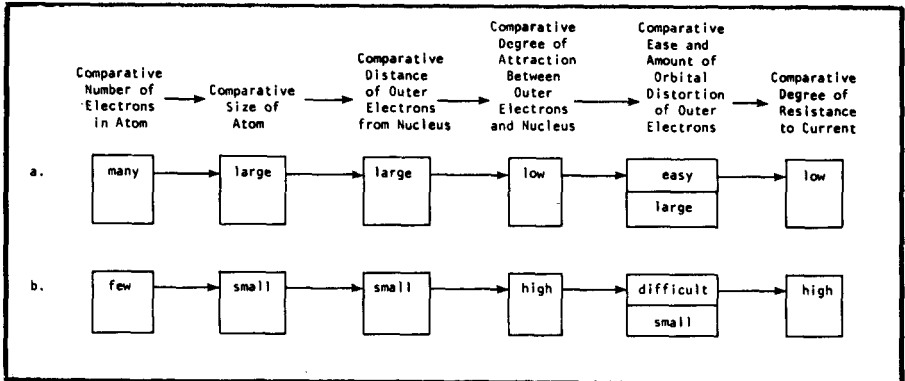 Comparative
Number of
Electrons
in Atom
Comparative
Size of
Atom
Comparative
Distance
of Outer
Electrons
from Nucleus
Comparative
Degree of
Attraction
Between
Outer
Electrons
and Nucleus
Comparative
Ease and
Amount of
Orbital
Distortion
of Outer
Electrons
Comparative
Degree of
Resistance
to Current
a.
many
large
large
low
easy
large
low
b.
few
small
small
high
difficult
small
high